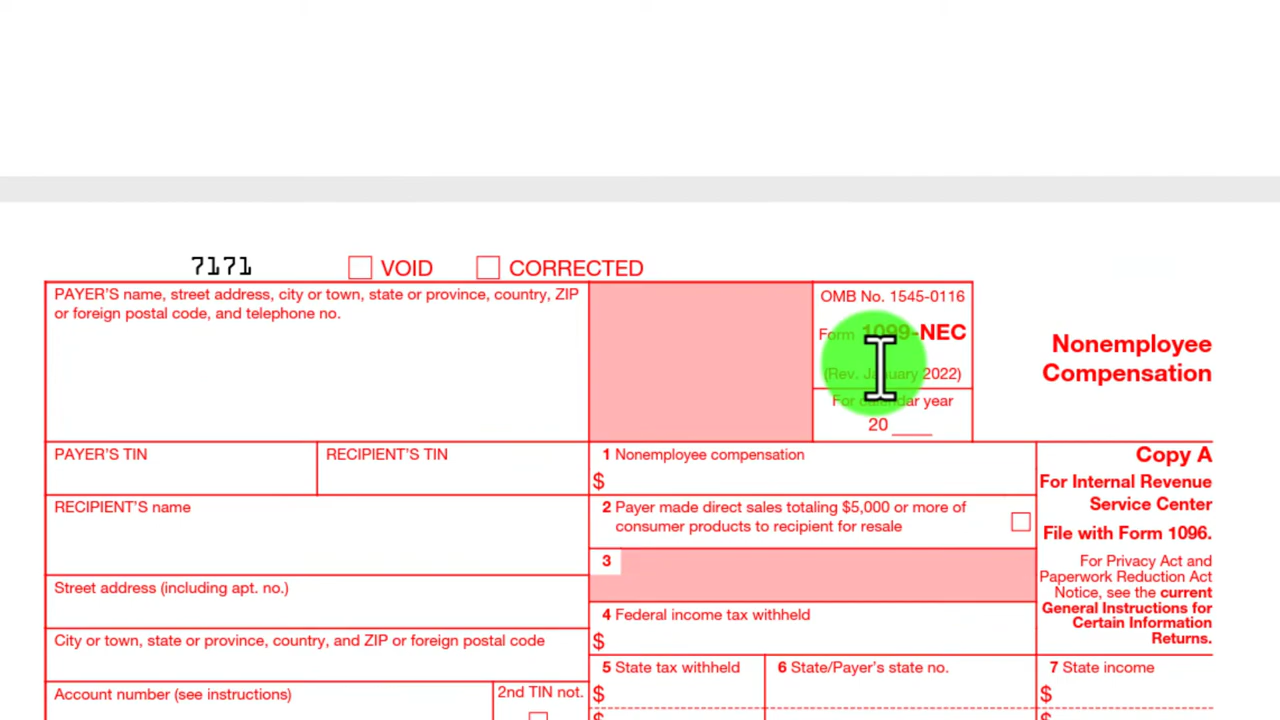 7171 VOID CORRECTED
PAYER'S name, street address, city or town, state or province, country, ZIP
or foreign postal code, and telephone no.
OMB No. 1545-0116
Form 1099-NEC
(Rev. January 2022)
For calendar year
20 ____
Nonemployee
Compensation
PAYER'S TIN
RECIPIENT'S TIN
1 Nonemployee compensation
$
Copy A
For Internal Revenue
Service Center
File with Form 1096.
For Privacy Act and
Paperwork Reduction Act
Notice, see the current
General Instructions for
Certain Information
Returns.
RECIPIENT'S name
2 Payer made direct sales totaling $5,000 or more of
consumer products to recipient for resale
3
Street address (including apt. no.)
4 Federal income tax withheld
$
City or town, state or province, country, and ZIP or foreign postal code
5 State tax withheld
$
$
6 State/Payer's state no.
7 State income
$
$
Account number (see instructions)
2nd TIN not.